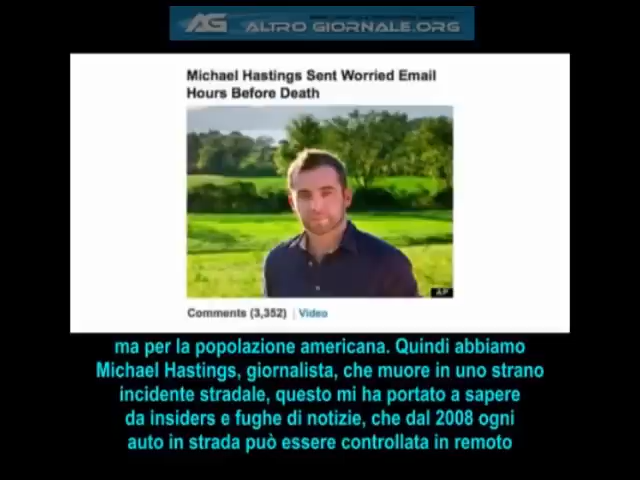 AG ALTRO GIORNALE.ORG
Michael Hastings Sent Worried Email
Hours Before Death
AP
Comments (3,352) | Video
ma per la popolazione americana. Quindi abbiamo
Michael Hastings, giornalista, che muore in uno strano
incidente stradale, questo mi ha portato a sapere
da insiders e fughe di notizie, che dal 2008 ogni
auto in strada può essere controllata in remoto